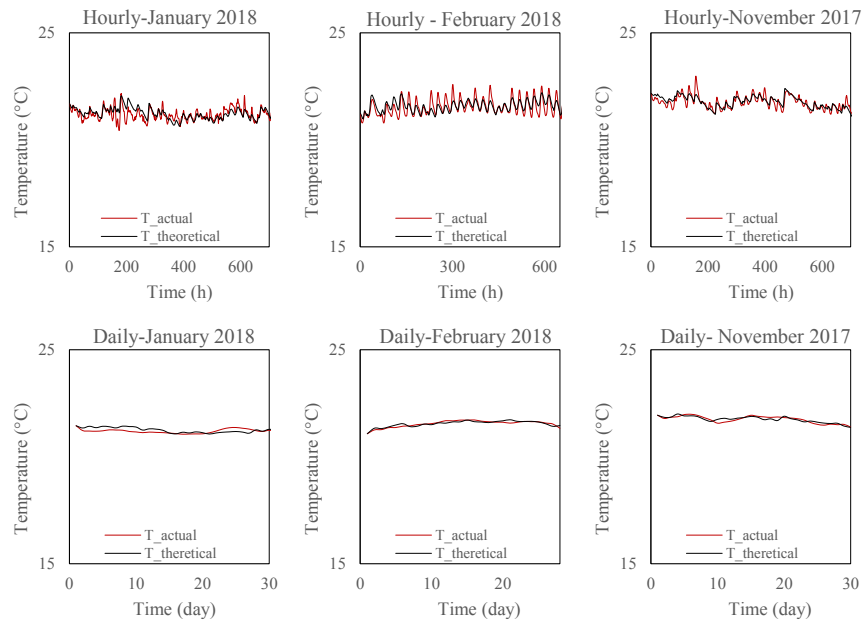 Hourly-January 2018
25
Temperature (°C)
T_actual
T_theoretical
15
0 200 400 600
Time (h)
Hourly - February 2018
25
Temperature (°C)
T_actual
T_theretical
15
0 300 600
Time (h)
Hourly-November 2017
25
Temperature (°C)
T_actual
T_theretical
15
0 200 400 600
Time (h)
Daily-January 2018
25
Temperature (°C)
T_actual
T_theretical
15
0 10 20 30
Time (day)
Daily-February 2018
25
Temperature (°C)
T_actual
T_theretical
15
0 10 20
Time (day)
Daily- November 2017
25
Temperature (°C)
T_actual
T_theretical
15
0 10 20 30
Time (day)